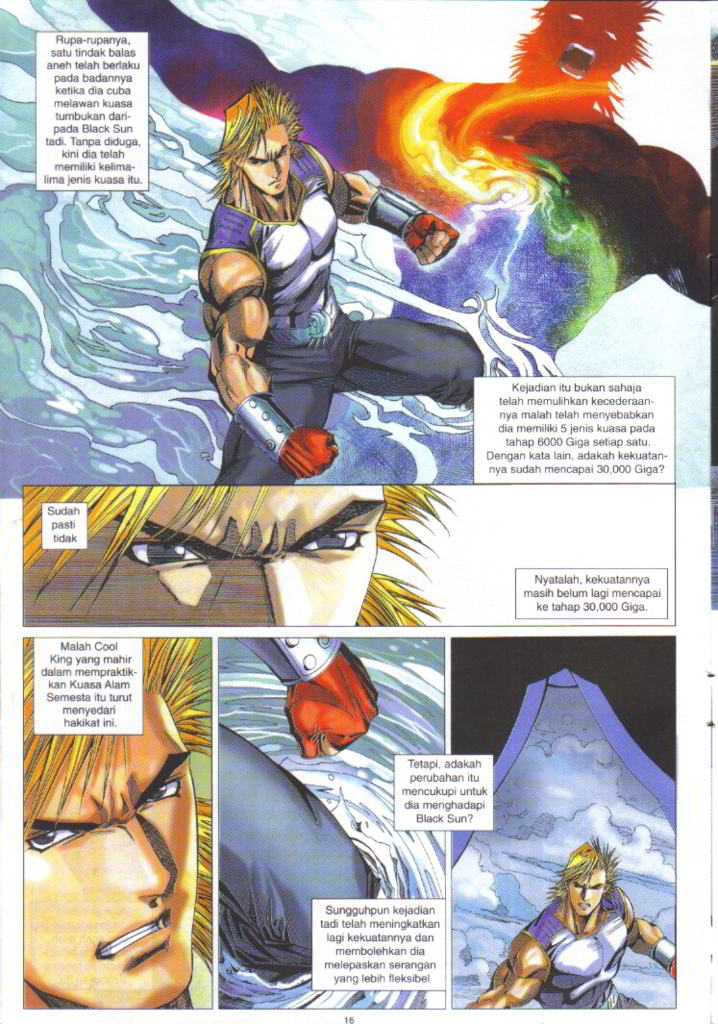 Rupa-rupanya,
satu tindak balas
aneh telah berlaku
pada badannya
ketika dia cuba
melawan kuasa
tumbukan dari-
pada Black Sun
tadi. Tanpa diduga,
kini dia telah
memiliki kelima-
lima jenis kuasa itu.
Kejadian itu bukan sahaja
telah memulihkan kecederaan-
nya malah telah menyebabkan
dia memiliki 5 jenis kuasa pada
tahap 6000 Giga setiap satu.
Dengan kata lain, adakah kekuatan-
nya sudah mencapai 30,000 Giga?
Sudah
pasti
tidak
Nyatalah, kekuatannya
masih belum lagi mencapai
ke tahap 30,000 Giga.
Malah Cool
King yang mahir
dalam mempraktik-
kan Kuasa Alam
Semesta itu turut
menyedari
hakikat ini.
Tetapi, adakah
perubahan itu
mencukupi untuk
dia menghadapi
Black Sun?
Sungguhpun kejadian
tadi telah meningkatkan
lagi kekuatannya dan
membolehkan dia
melepaskan serangan
yang lebih fleksibel
16